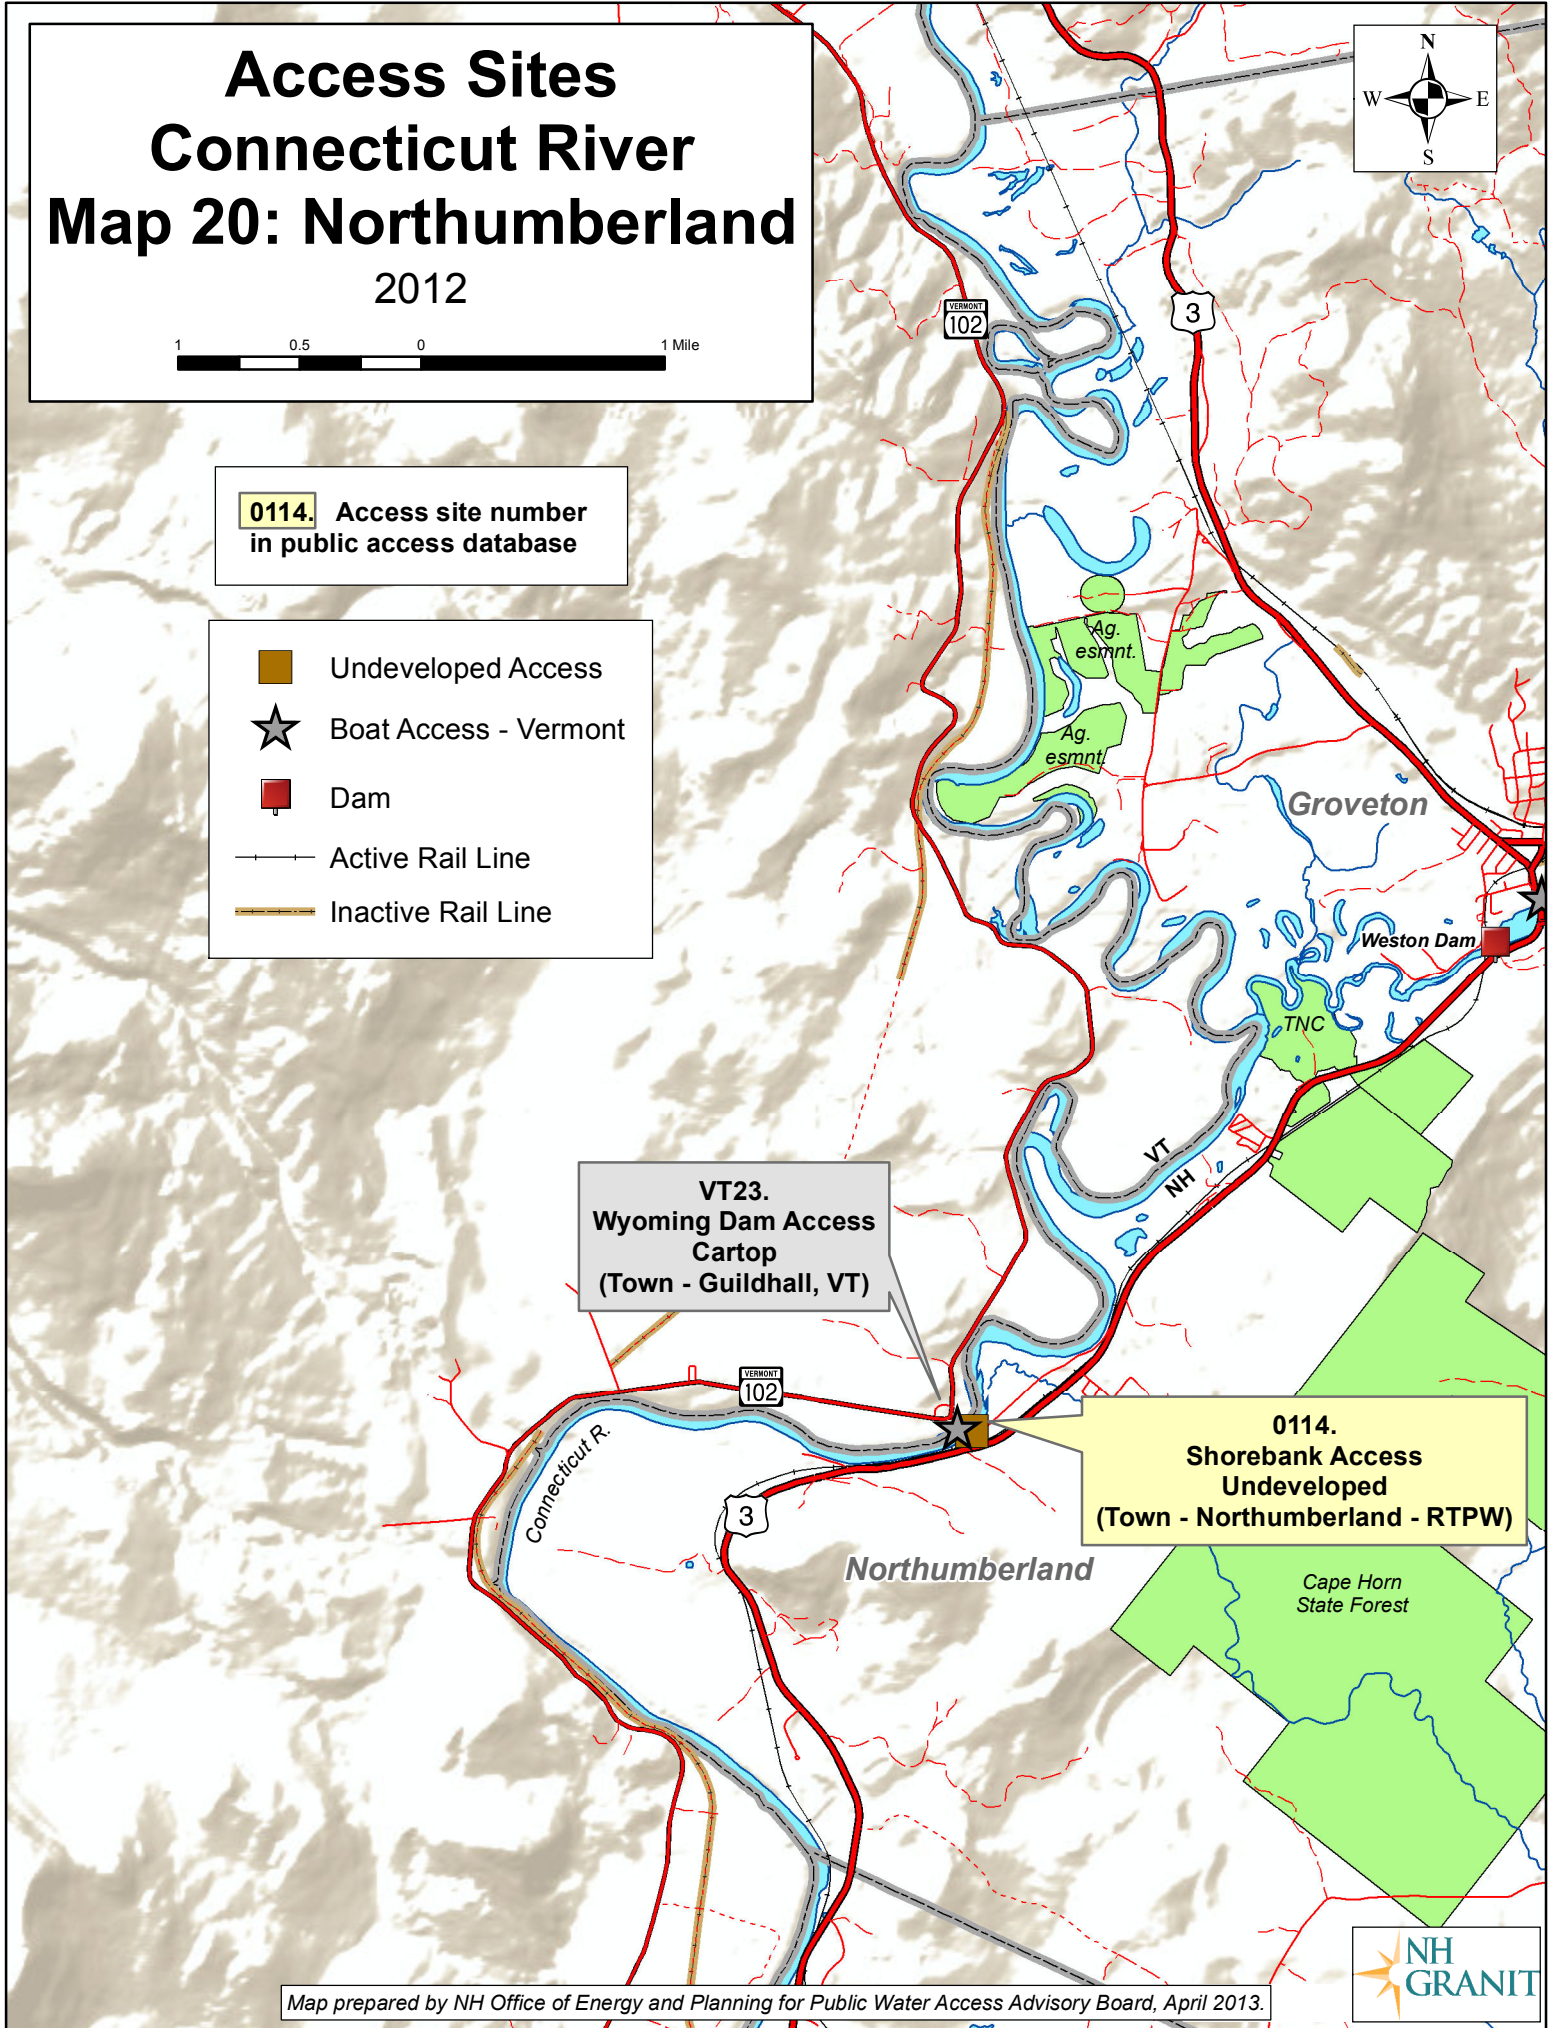 Access Sites
Connecticut River
Map 20: Northumberland
2012
1 0.5 0 1 Mile
N
W E
S
VERMONT
102
3
0114. Access site number
in public access database
Undeveloped Access
Boat Access - Vermont
Dam
Active Rail Line
Inactive Rail Line
Ag.
esmnt.
Ag.
esmnt.
Groveton
Weston Dam
TNC
VT
NH
VT23.
Wyoming Dam Access
Cartop
(Town - Guildhall, VT)
VERMONT
102
Connecticut R.
0114.
Shorebank Access
Undeveloped
(Town - Northumberland - RTPW)
3
Northumberland
Cape Horn
State Forest
NH
GRANIT
Map prepared by NH Office of Energy and Planning for Public Water Access Advisory Board, April 2013.